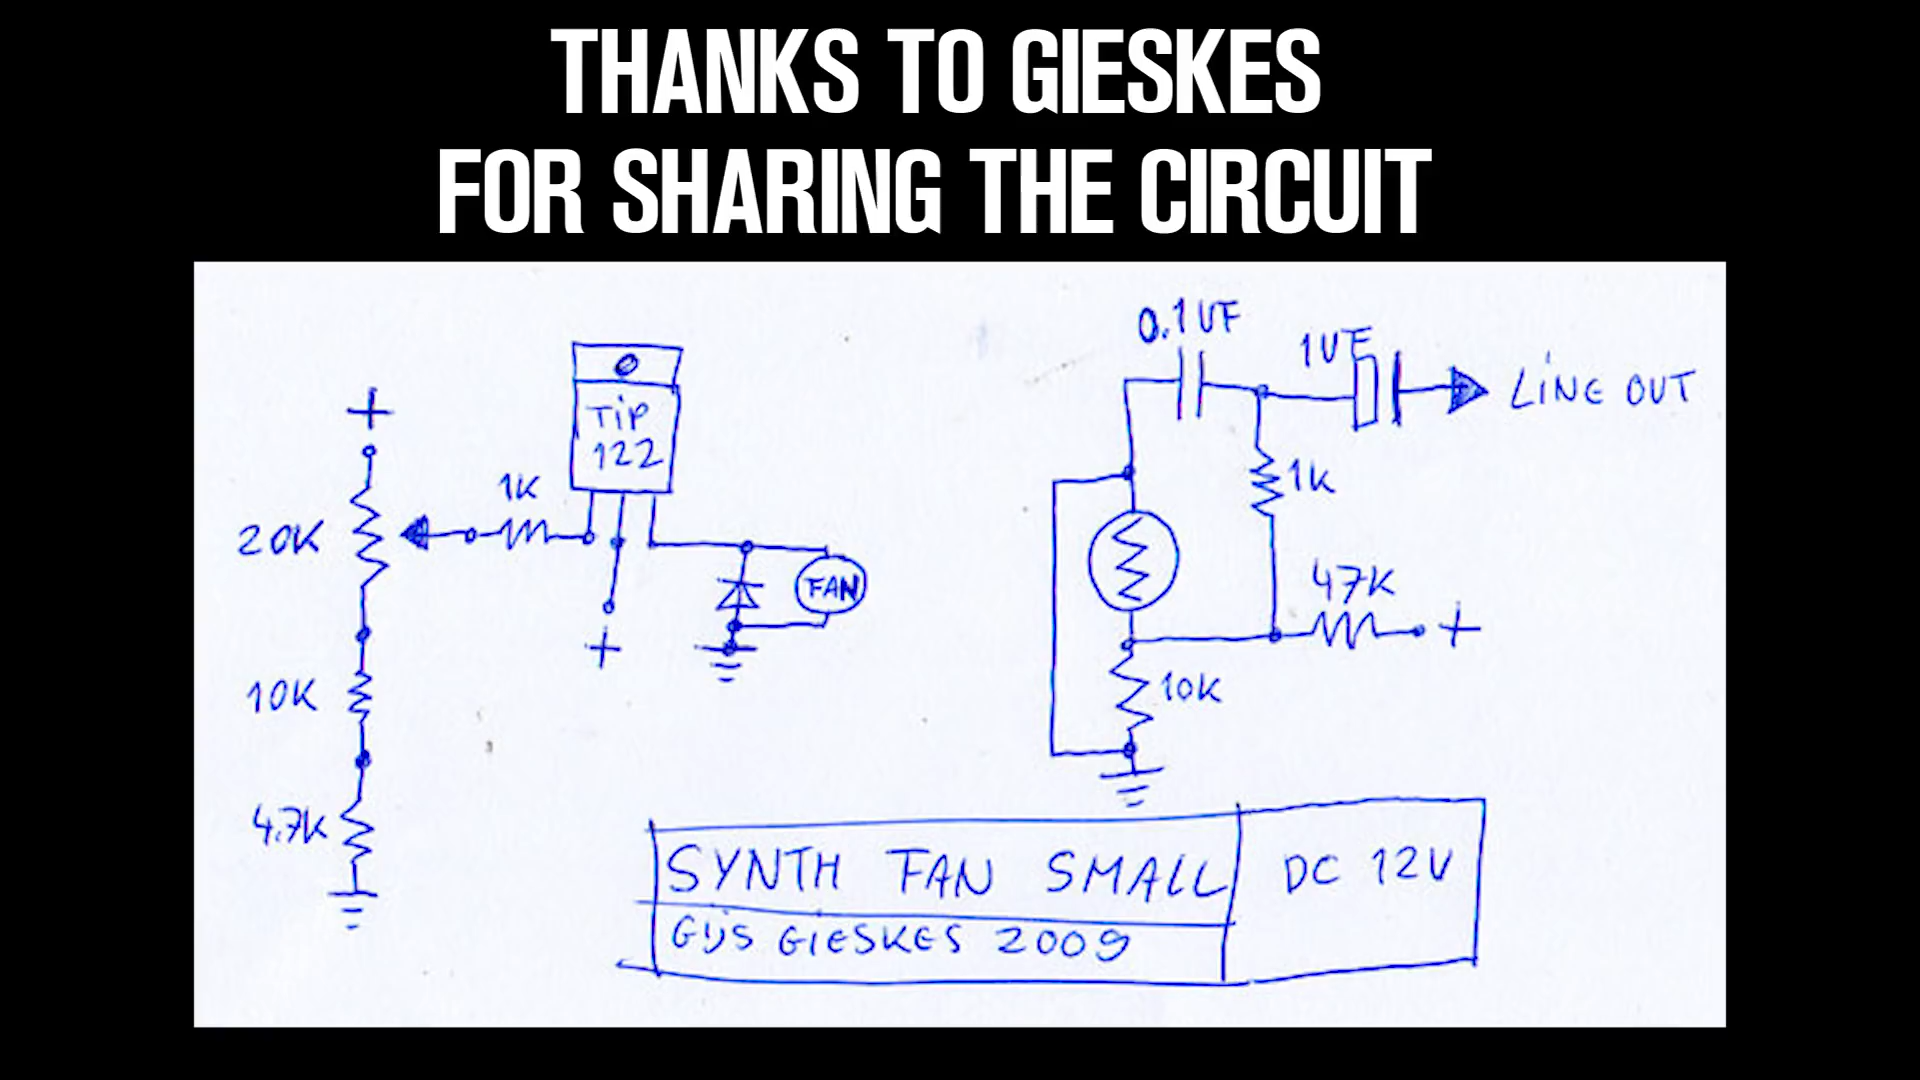 THANKS TO GIESKES
FOR SHARING THE CIRCUIT
+
20K
10K
4.7K
1K
TIP
122
+
FAN
0.1UF
1UF
LINE OUT
1K
47K
+
10K
SYNTH FAN SMALL
DC 12V
GIJS GIESKES 2009